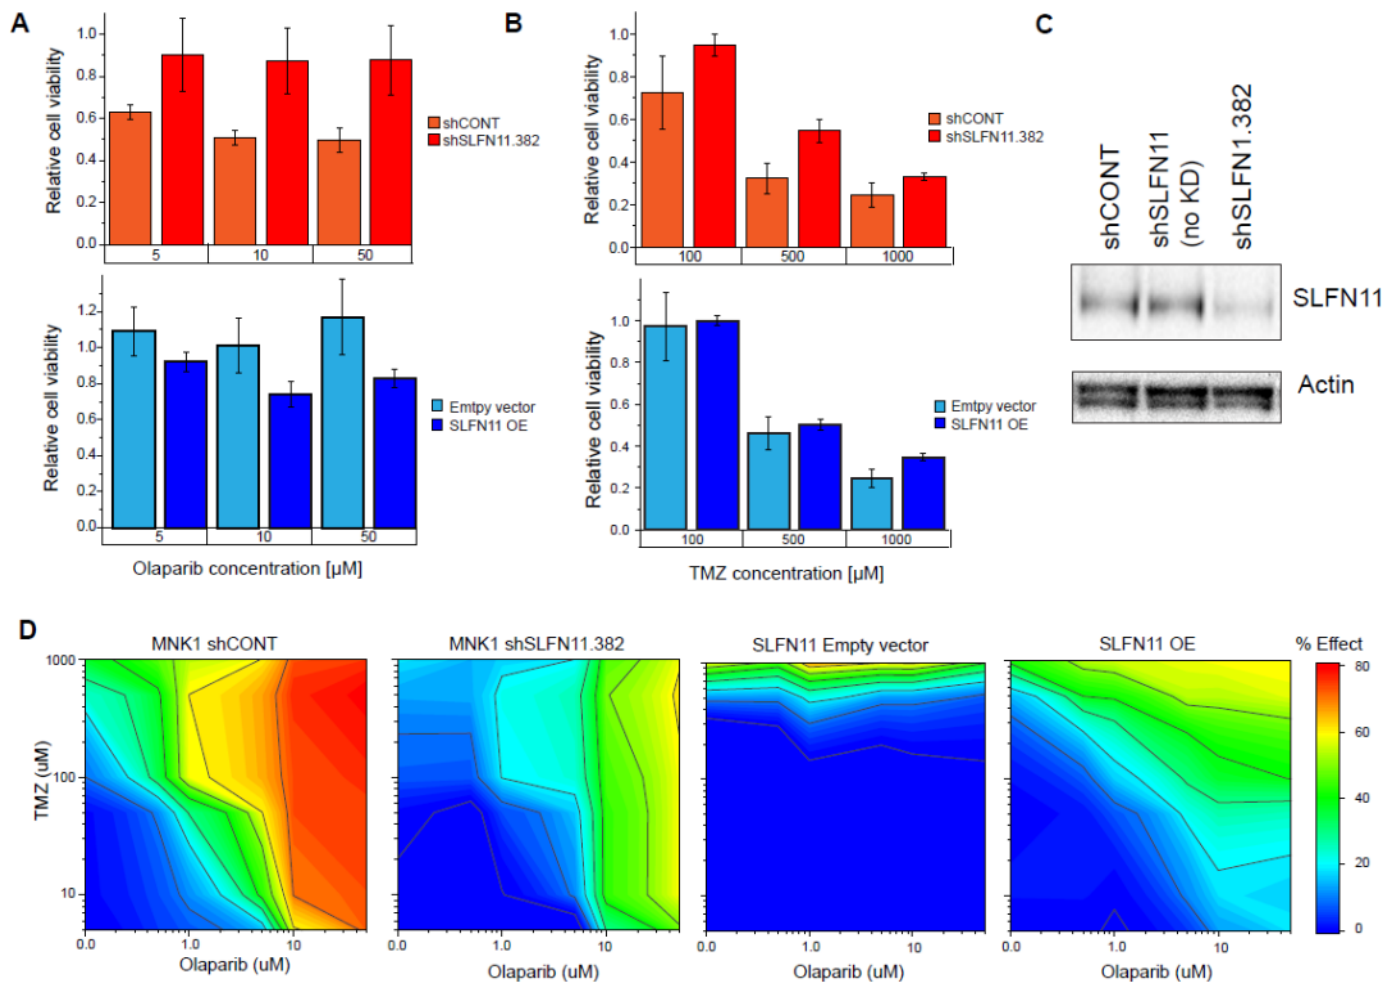 A
Relative cell viability
1.0
0.8
0.6
0.4
0.2
0.0
5
10
50
shCONT
shSLFN11.382
Relative cell viability
1.2
1.0
0.8
0.6
0.4
0.2
0.0
5
10
50
Emtpy vector
SLFN11 OE
Olaparib concentration [µM]
B
Relative cell viability
1.0
0.8
0.6
0.4
0.2
0.0
100
500
1000
shCONT
shSLFN11.382
Relative cell viability
1.0
0.8
0.6
0.4
0.2
0.0
100
500
1000
Emtpy vector
SLFN11 OE
TMZ concentration [µM]
C
shCONT
shSLFN11
(no KD)
shSLFN1.382
SLFN11
Actin
D
MNK1 shCONT
MNK1 shSLFN11.382
SLFN11 Empty vector
SLFN11 OE
% Effect
TMZ (uM)
1000
100
10
0.0
1.0
10
Olaparib (uM)
0.0
1.0
10
Olaparib (uM)
0.0
1.0
10
Olaparib (uM)
0.0
1.0
10
Olaparib (uM)
80
60
40
20
0